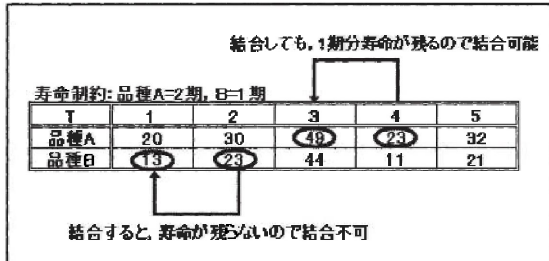 結合しても,1期分寿命が残るので結合可能
寿命制約:品種A=2期,B=1期
T 1 2 3 4 5
品種A 20 30 49 23 32
品種B 13 23 44 11 21
結合すると,寿命が残らないので結合不可